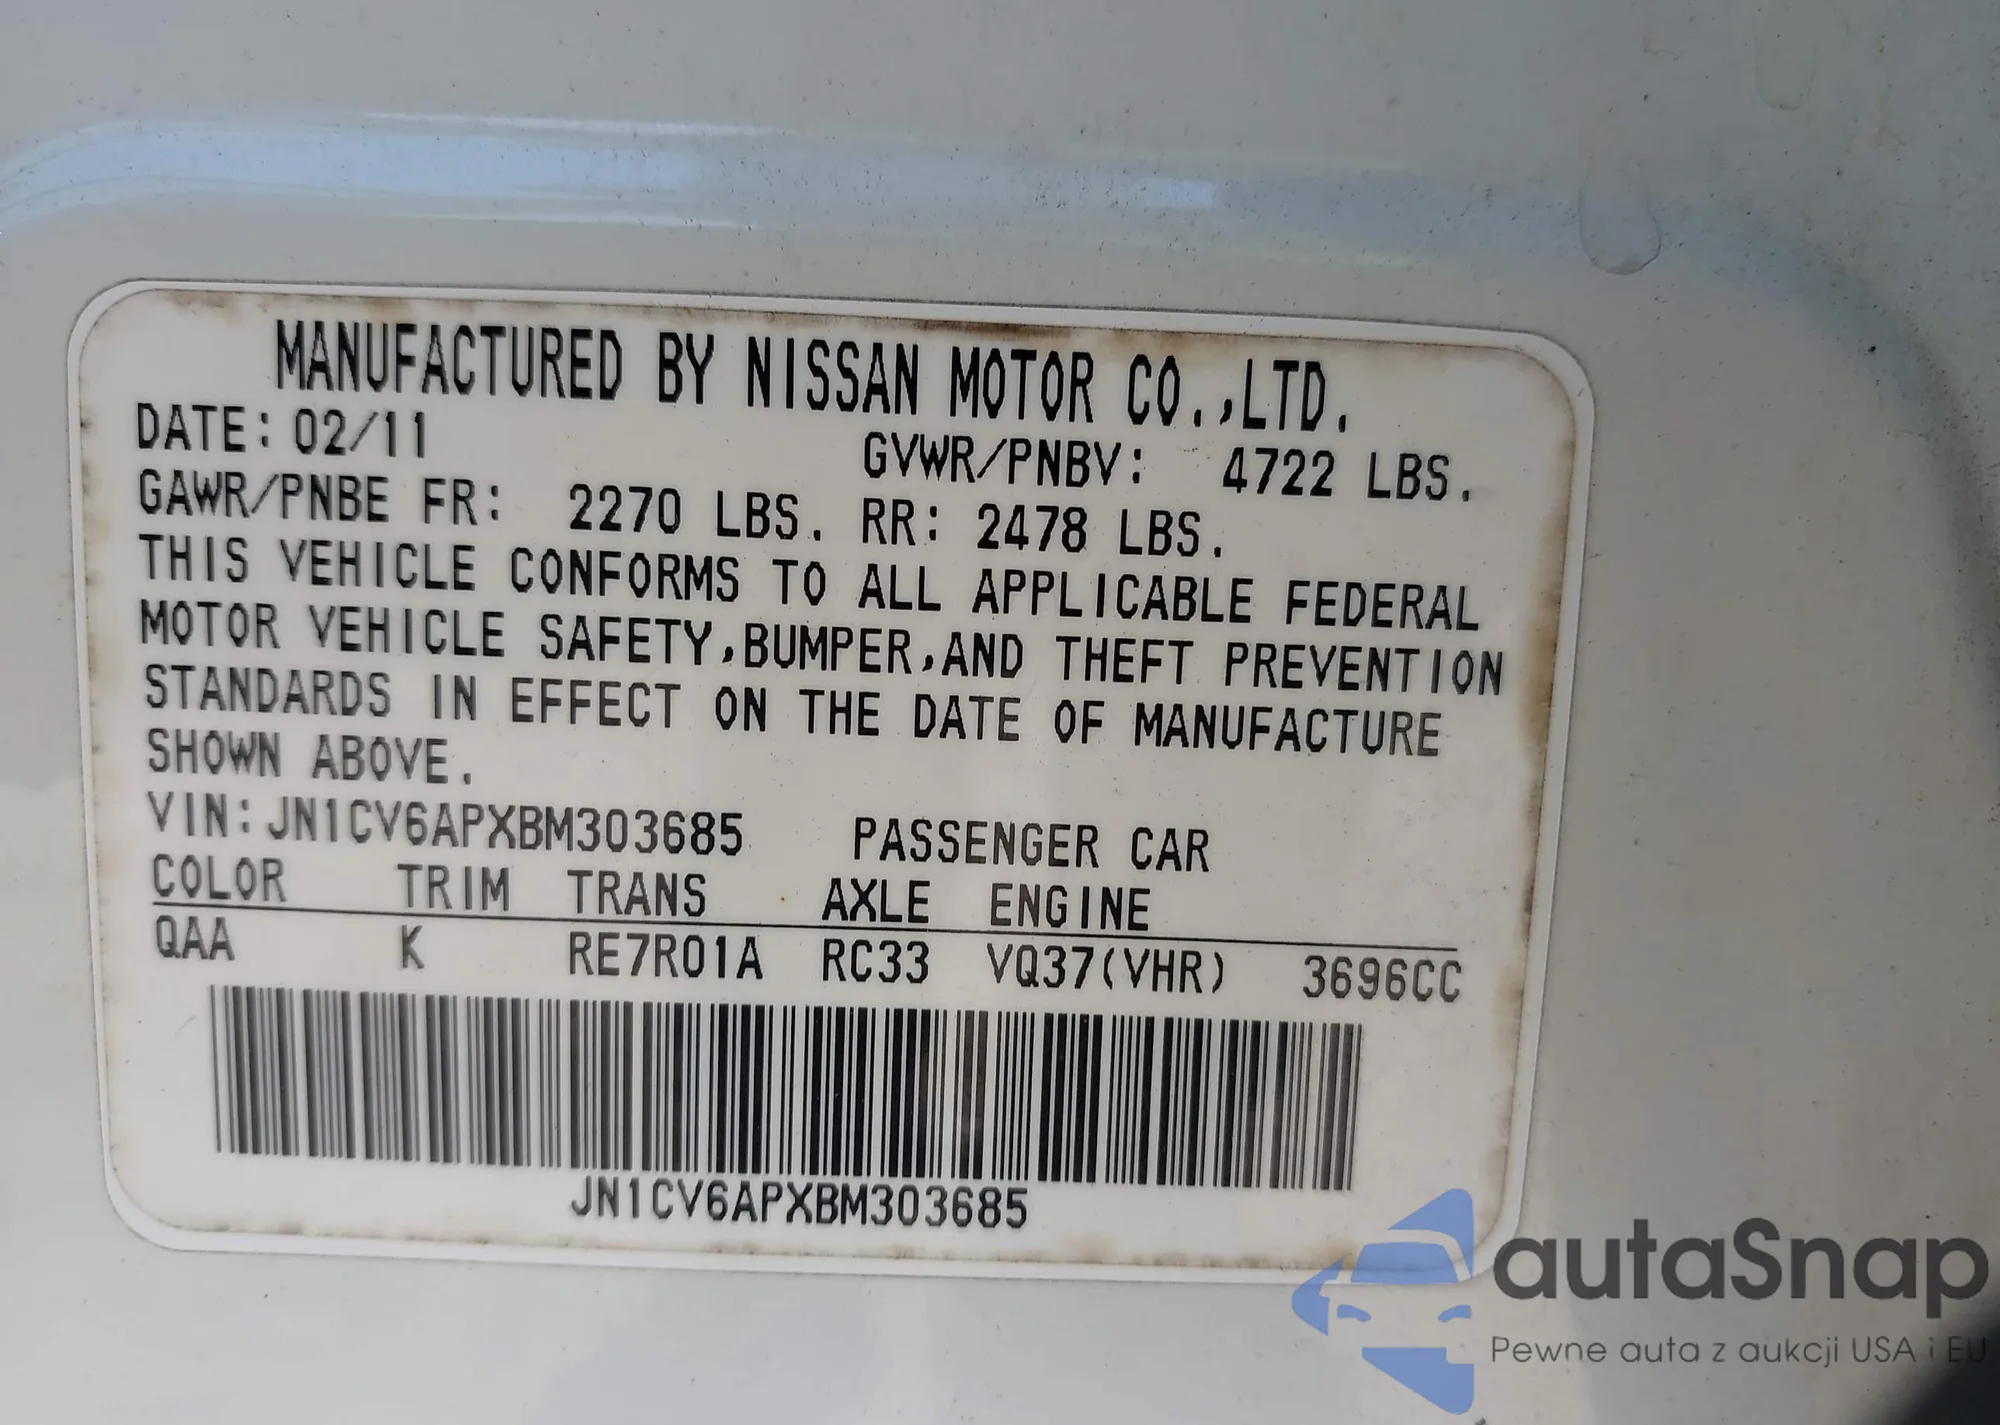 MANUFACTURED BY NISSAN MOTOR CO.,LTD.
DATE: 02/11 GVWR/PNBV: 4722 LBS.
GAWR/PNBE FR: 2270 LBS. RR: 2478 LBS.
THIS VEHICLE CONFORMS TO ALL APPLICABLE FEDERAL
MOTOR VEHICLE SAFETY,BUMPER,AND THEFT PREVENTION
STANDARDS IN EFFECT ON THE DATE OF MANUFACTURE
SHOWN ABOVE.
VIN:JN1CV6APXBM303685 PASSENGER CAR
COLOR TRIM TRANS AXLE ENGINE
QAA K RE7R01A RC33 VQ37(VHR) 3696CC
JN1CV6APXBM303685
autaSnap
Pewne auta z aukcji USA i EU